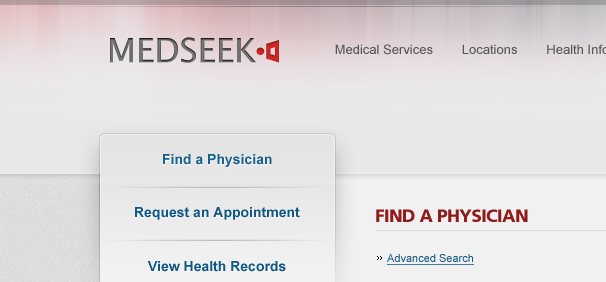 MEDSEEK
Medical Services Locations Health Info
Find a Physician
Request an Appointment
View Health Records
FIND A PHYSICIAN
» Advanced Search